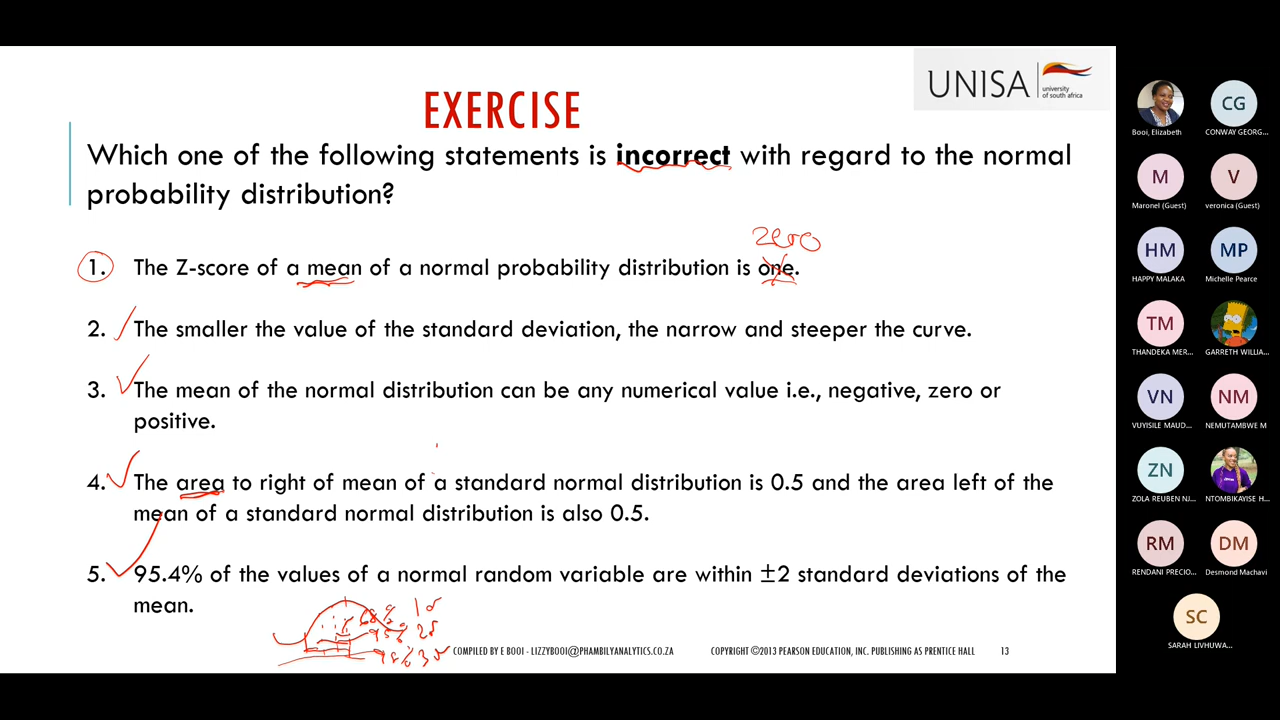 UNISA
university
of south africa
EXERCISE
Which one of the following statements is incorrect with regard to the normal
probability distribution?
zero
1. The Z-score of a mean of a normal probability distribution is one.
2. The smaller the value of the standard deviation, the narrow and steeper the curve.
3. The mean of the normal distribution can be any numerical value i.e., negative, zero or
positive.
4. The area to right of mean of a standard normal distribution is 0.5 and the area left of the
mean of a standard normal distribution is also 0.5.
5. 95.4% of the values of a normal random variable are within ±2 standard deviations of the
mean.
68% 1σ
95% 2σ
3σ
COMPILED BY E BOOI - LIZZYBOOI@PHAMBILYANALYTICS.CO.ZA COPYRIGHT ©2013 PEARSON EDUCATION, INC. PUBLISHING AS PRENTICE HALL 13
CG
Booi, Elizabeth CONWAY GEORG...
M V
Maronel (Guest) veronica (Guest)
HM MP
HAPPY MALAKA Michelle Pearce
TM
THANDEKA MER... GARRETH WILLIA...
VN NM
VUYISILE MAUD... NEMUTAMBWE M
ZN
ZOLA REUBEN NJ... NTOMBIKAYISE H...
RM DM
RENDANI PRECIO... Desmond Machavi
SC
SARAH LIVHUWA...